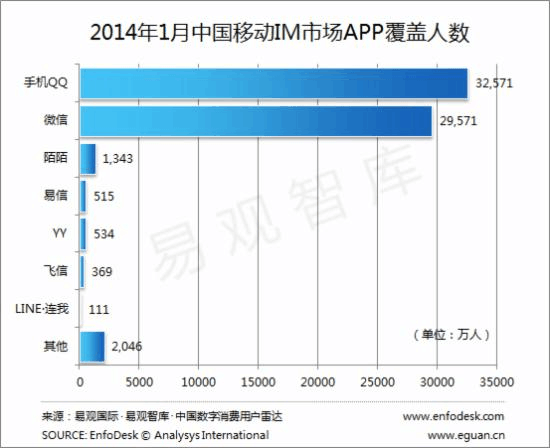 2014年1月中国移动IM市场APP覆盖人数
手机QQ 32,571
微信 29,571
陌陌 1,343
易信 515
YY 534
飞信 369
LINE·连我 111
其他 2,046
（单位：万人）
0 5000 10000 15000 20000 25000 30000 35000
易观智库
来源：易观国际·易观智库·中国数字消费用户雷达 www.enfodesk.com
SOURCE: EnfoDesk © Analysys International www.eguan.cn